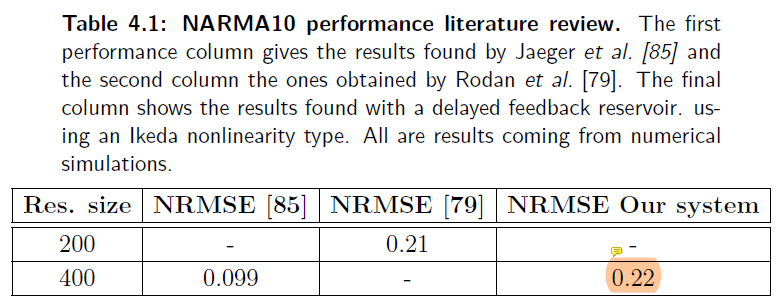 Table 4.1: NARMA10 performance literature review. The first
performance column gives the results found by Jaeger et al. [85] and
the second column the ones obtained by Rodan et al. [79]. The final
column shows the results found with a delayed feedback reservoir. us-
ing an Ikeda nonlinearity type. All are results coming from numerical
simulations.
Res. size NRMSE [85] NRMSE [79] NRMSE Our system
200 - 0.21 -
400 0.099 - 0.22